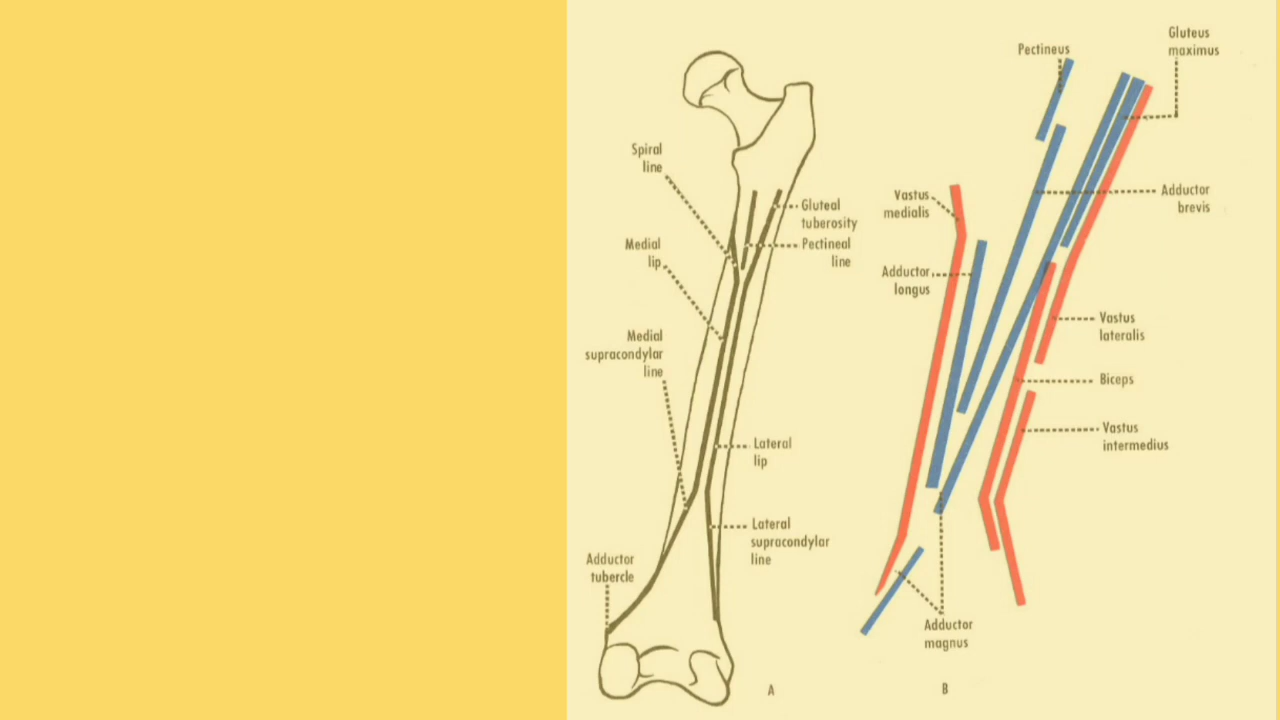 Spiral
line
Medial
lip
Medial
supracondylar
line
Adductor
tubercle
Gluteal
tuberosity
Pectineal
line
Lateral
lip
Lateral
supracondylar
line
A
Pectineus
Gluteus
maximus
Vastus
medialis
Adductor
longus
Adductor
brevis
Vastus
lateralis
Biceps
Vastus
intermedius
Adductor
magnus
B